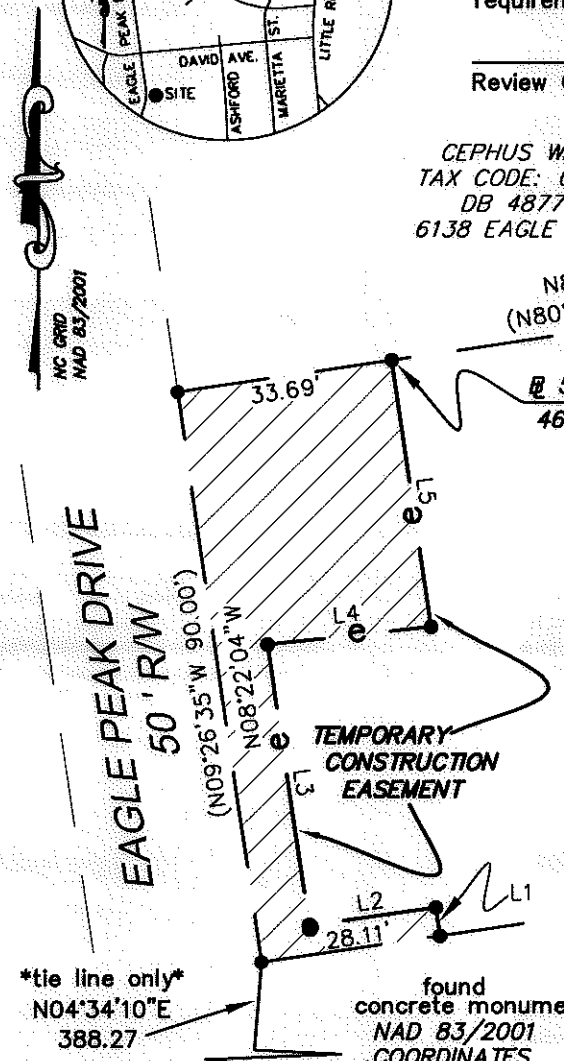 requiren
EAGLE PEAK
DAVID AVE.
ST.
LITTLE R
SITE
ASHFORD
MARIETTA
Review
CEPHUS W
TAX CODE:
DB 4877
6138 EAGLE
NC GRID
NAD 83/2001
(N80°
33.69'
46
L5
e
EAGLE PEAK DRIVE
50 ' R/W
(N09°26'35"W 90.00')
N08°22'04"W
L4
e
e
L3
TEMPORARY
CONSTRUCTION
EASEMENT
L2
L1
28.11'
*tie line only*
N04°34'10"E
388.27
found
concrete monume
NAD 83/2001
COORDINATES